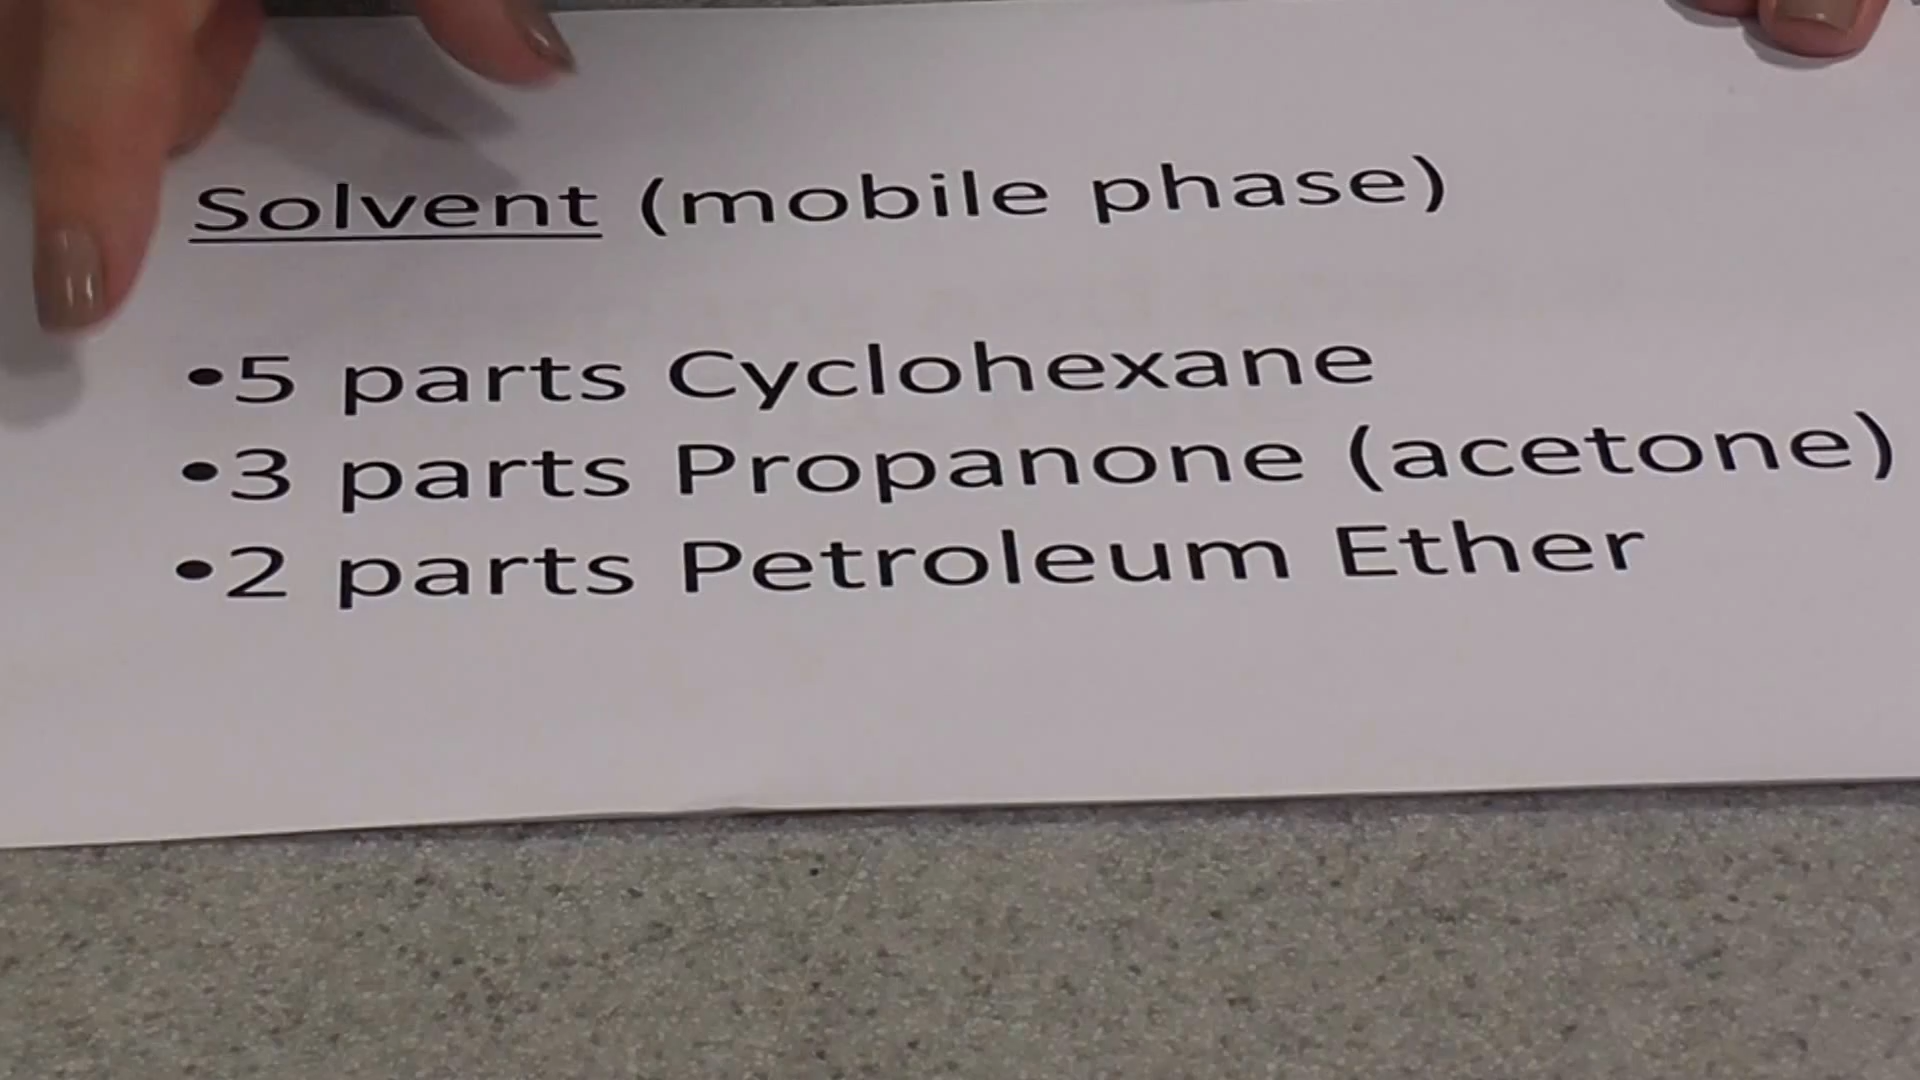 Solvent (mobile phase)
•5 parts Cyclohexane
•3 parts Propanone (acetone)
•2 parts Petroleum Ether